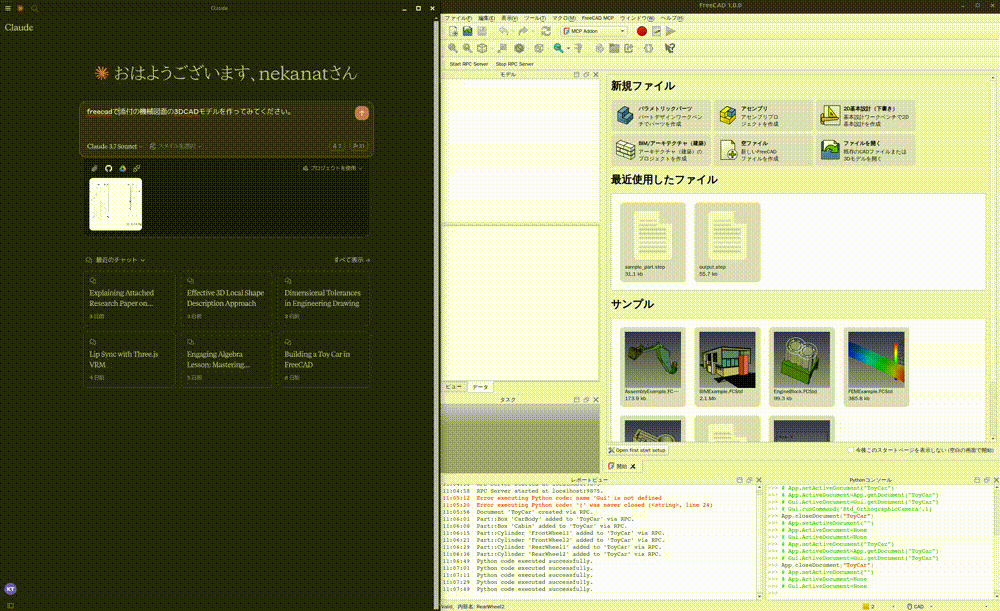 Claude
Claude
おはようございます、nekanatさん
freecadで添付の機械図面の3DCADモデルを作ってみてください。
Claude 3.7 Sonnet
スタイルを選択
プロジェクトを使用
最近のチャット
すべて表示
Explaining Attached
Research Paper on...
3 日前
Effective 3D Local Shape
Description Approach
3 日前
Dimensional Tolerances
in Engineering Drawing
Lip Sync with Three.js
VRM
4 日前
Engaging Algebra
Lesson: Mastering...
Building a Toy Car in
FreeCAD
KT
FreeCAD 1.0.0
ファイル(F) 編集(E) 表示(V) ツール(T) マクロ(M) FreeCAD MCP ウィンドウ(W) ヘルプ(H)
MCP Addon
Start RPC Server Stop RPC Server
モデル
ビュー データ
タスク
新規ファイル
パラメトリックパーツ
パートデザインワークベン
チでパーツを作成
アセンブリ
アセンブリプロ
ジェクトを作成
2D基本設計（下書き）
基本設計ワークベンチで2D
基本設計を作成
BIM/アーキテクチャ（建築）
アーキテクチャ（建築）の
プロジェクトを作成
空ファイル
新しいFreeCAD
ファイルを作成
ファイルを開く
既存のCADファイルまたは
3Dモデルを開く
最近使用したファイル
sample_part.step
31.1 kb
output.step
55.7 kb
サンプル
AssemblyExample.FC...
173.9 kb
BIMExample.FCStd
2.1 Mb
EngineBlock.FCStd
99.3 kb
FEMExample.FCStd
385.8 kb
Open first start setup
今後このスタートページを表示しない (空白の画面で開始)
開始
レポートビュー
11:04:58 RPC Server started at localhost:9875.
11:05:12 Error executing Python code: name 'Gui' is not defined
11:05:28 Error executing Python code: '(' was never closed (<string>, line 24)
11:05:56 Document 'ToyCar' created via RPC.
11:06:01 Part::Box 'CarBody' added to 'ToyCar' via RPC.
11:06:08 Part::Box 'Cabin' added to 'ToyCar' via RPC.
11:06:15 Part::Cylinder 'FrontWheel1' added to 'ToyCar' via RPC.
11:06:21 Part::Cylinder 'FrontWheel2' added to 'ToyCar' via RPC.
11:06:29 Part::Cylinder 'RearWheel1' added to 'ToyCar' via RPC.
11:06:36 Part::Cylinder 'RearWheel2' added to 'ToyCar' via RPC.
11:06:49 Python code executed successfully.
11:07:01 Python code executed successfully.
11:07:11 Python code executed successfully.
11:07:29 Python code executed successfully.
11:07:49 Python code executed successfully.
Pythonコンソール
>>> # App.setActiveDocument("ToyCar")
>>> # App.ActiveDocument=App.getDocument("ToyCar")
>>> # Gui.ActiveDocument=Gui.getDocument("ToyCar")
>>> # Gui.runCommand('Std_OrthographicCamera',1)
>>> App.closeDocument("ToyCar")
>>> # App.setActiveDocument("")
>>> # App.ActiveDocument=None
>>> # Gui.ActiveDocument=None
>>> # App.setActiveDocument("ToyCar")
>>> # App.ActiveDocument=App.getDocument("ToyCar")
>>> # Gui.ActiveDocument=Gui.getDocument("ToyCar")
>>> App.closeDocument("ToyCar")
>>> # App.setActiveDocument("")
>>> # App.ActiveDocument=None
>>> # Gui.ActiveDocument=None
>>>
Valid, 内部名: RearWheel2
2
CAD